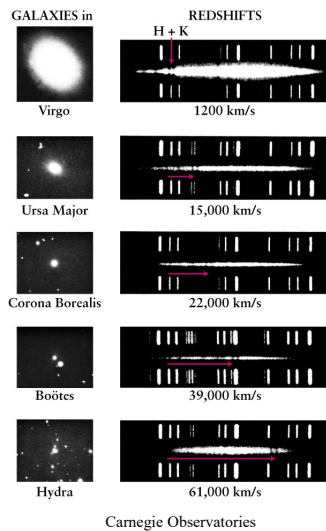 GALAXIES in REDSHIFTS
H + K
Virgo 1200 km/s
Ursa Major 15,000 km/s
Corona Borealis 22,000 km/s
Boötes 39,000 km/s
Hydra 61,000 km/s
Carnegie Observatories